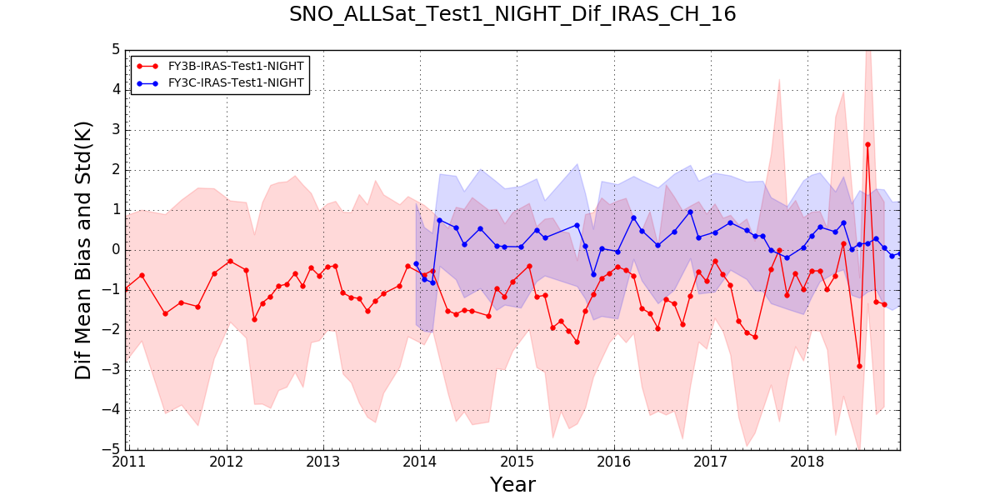 SNO_ALLSat_Test1_NIGHT_Dif_IRAS_CH_16
5
4
3
2
1
0
−1
−2
−3
−4
−5
Dif Mean Bias and Std(K)
FY3B-IRAS-Test1-NIGHT
FY3C-IRAS-Test1-NIGHT
2011 2012 2013 2014 2015 2016 2017 2018
Year